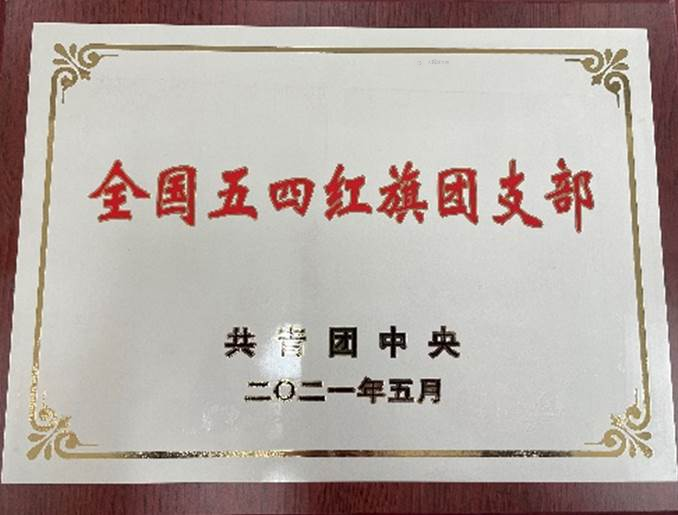 全国五四红旗团支部
共青团中央
二〇二一年五月